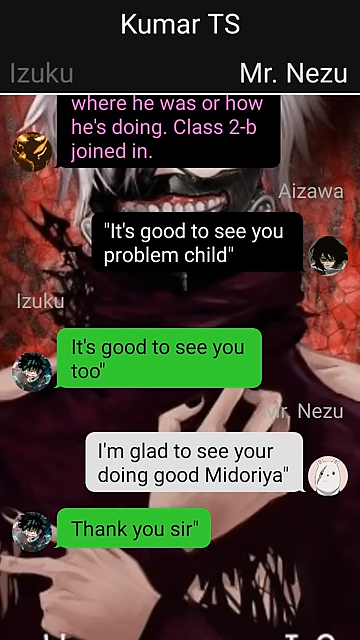 Kumar TS
Izuku
Mr. Nezu
where he was or how
he's doing. Class 2-b
joined in.
Aizawa
"It's good to see you
problem child"
Izuku
It's good to see you
too"
Mr. Nezu
I'm glad to see your
doing good Midoriya"
Thank you sir"